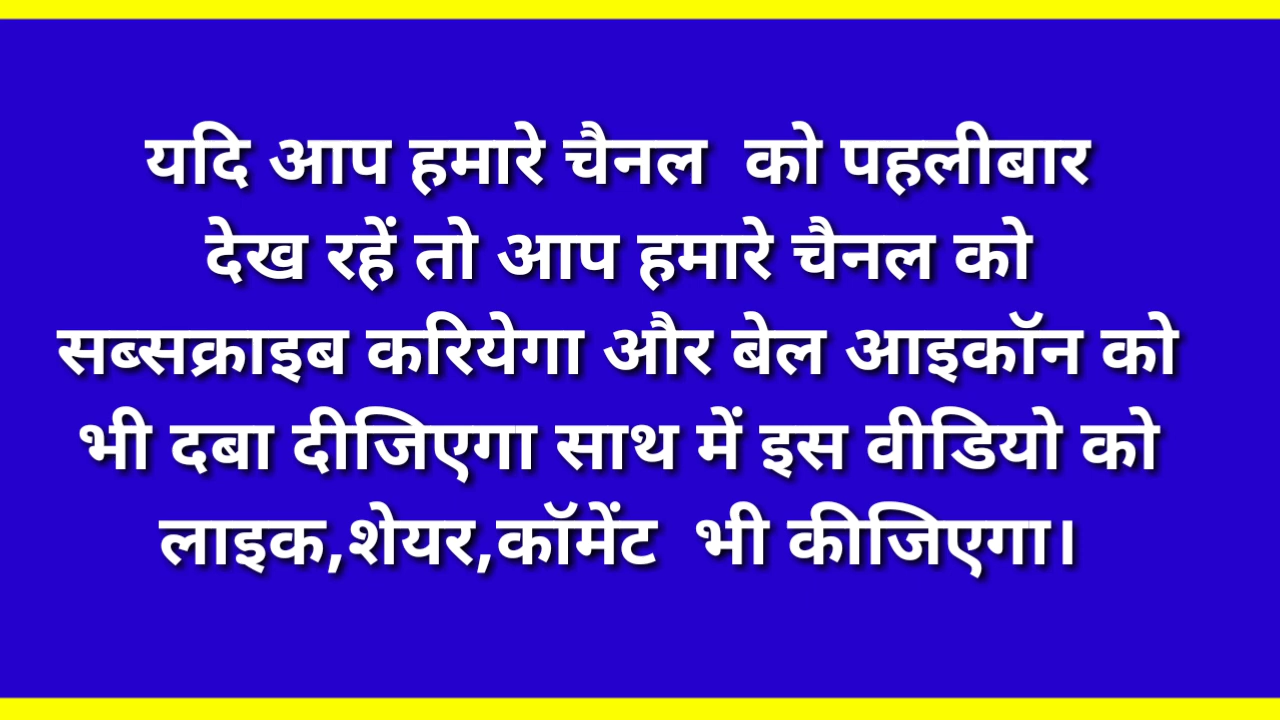 यदि आप हमारे चैनल को पहलीबार
देख रहें तो आप हमारे चैनल को
सब्सक्राइब करियेगा और बेल आइकॉन को
भी दबा दीजिएगा साथ में इस वीडियो को
लाइक,शेयर,कॉमेंट भी कीजिएगा।